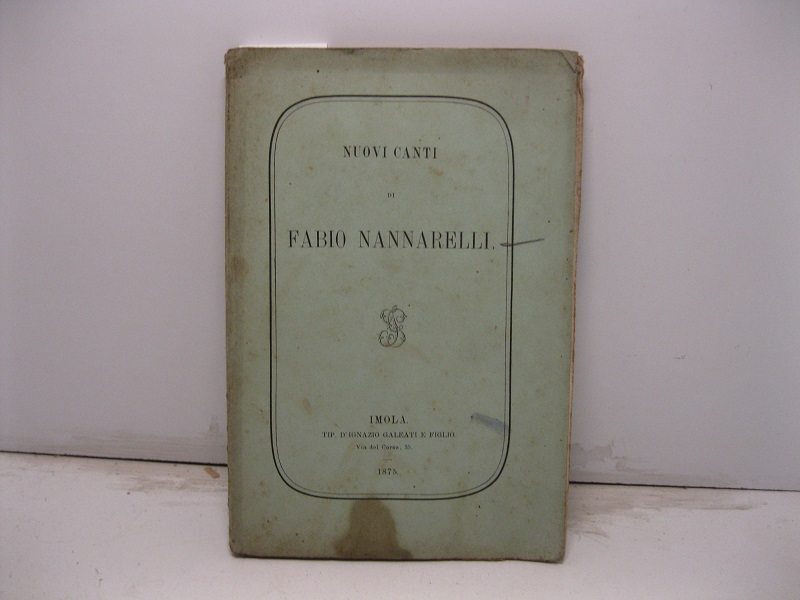 NUOVI CANTI
DI
FABIO NANNARELLI.
IMOLA.
TIP. D'IGNAZIO GALEATI E FIGLIO.
Via del Corso, 35.
1875.